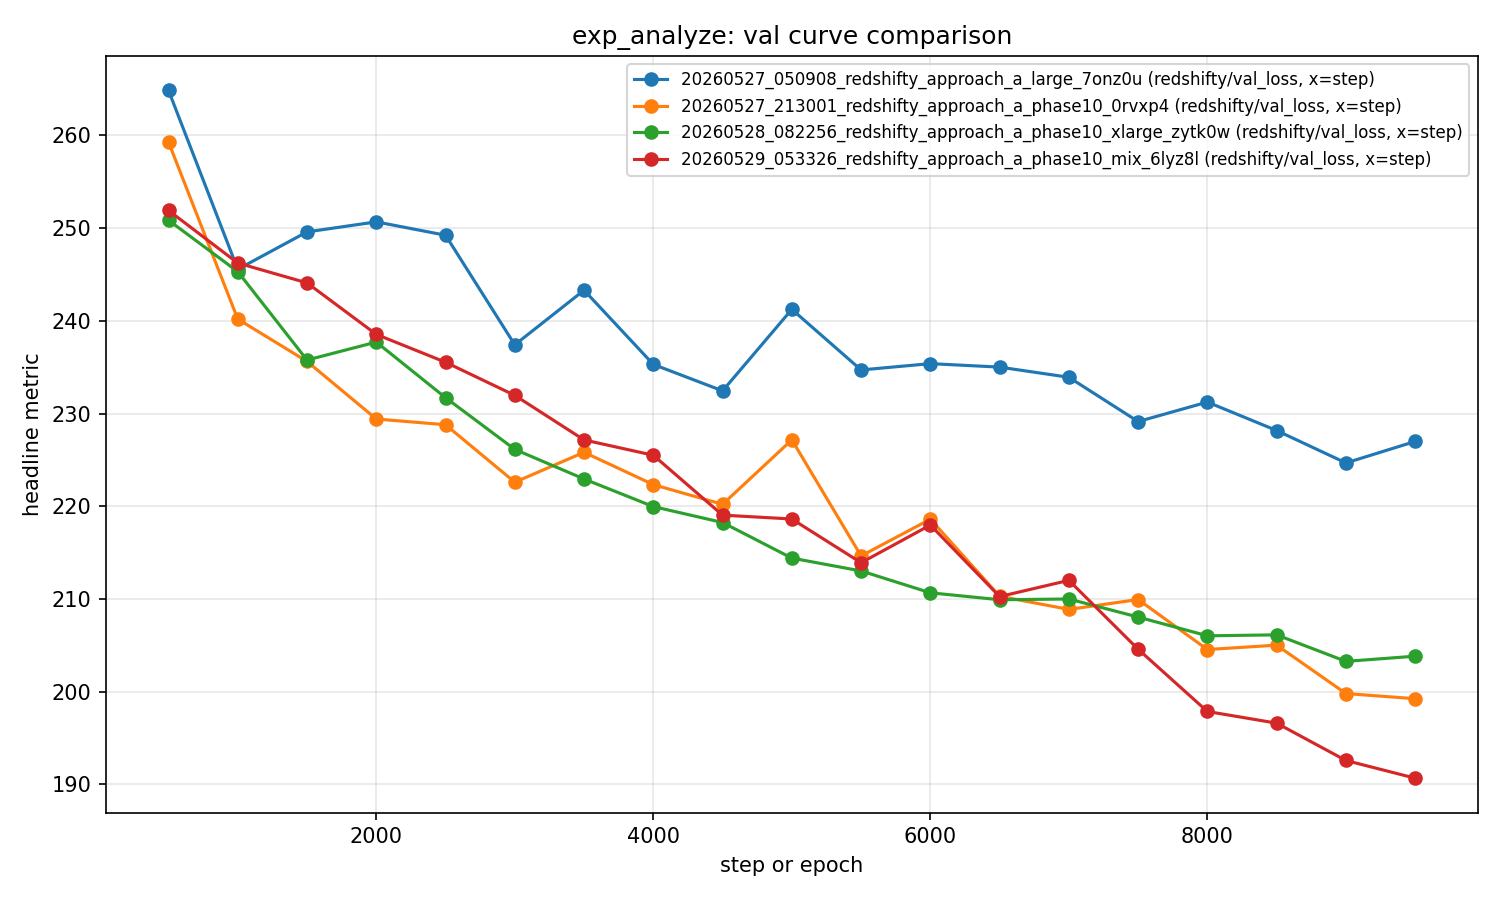 exp_analyze: val curve comparison
20260527_050908_redshifty_approach_a_large_7onz0u (redshifty/val_loss, x=step)
20260527_213001_redshifty_approach_a_phase10_0rvxp4 (redshifty/val_loss, x=step)
20260528_082256_redshifty_approach_a_phase10_xlarge_zytk0w (redshifty/val_loss, x=step)
20260529_053326_redshifty_approach_a_phase10_mix_6lyz8l (redshifty/val_loss, x=step)
headline metric
260
250
240
230
220
210
200
190
2000
4000
6000
8000
step or epoch